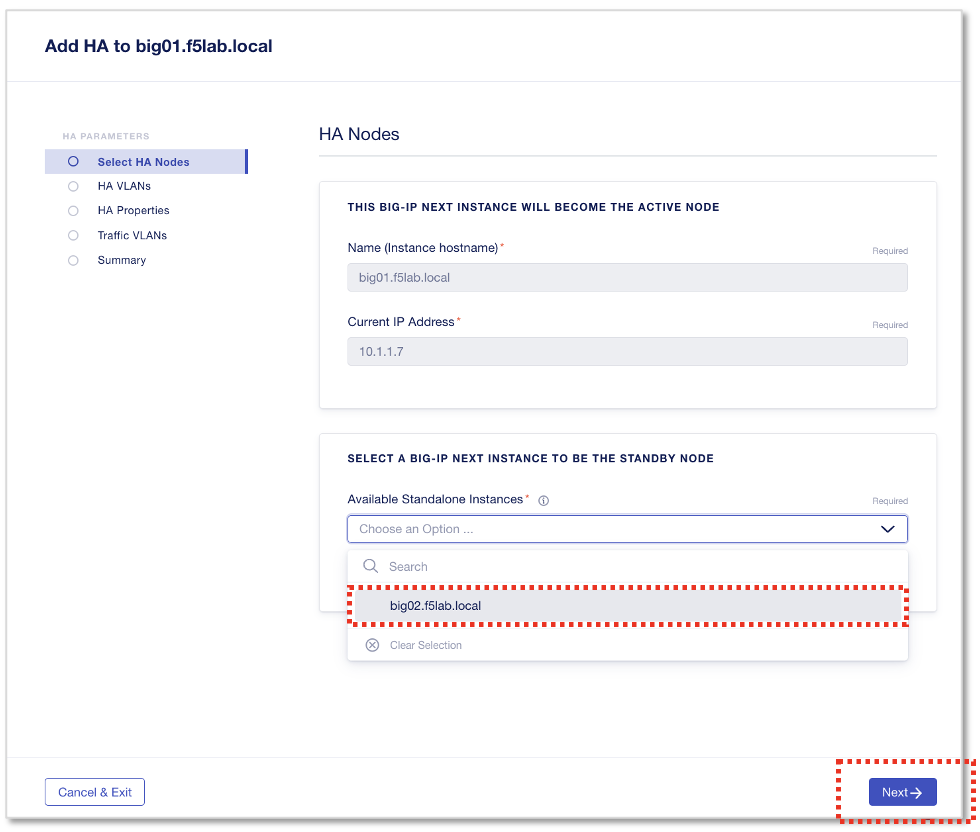 Add HA to big01.f5lab.local
HA PARAMETERS
Select HA Nodes
HA VLANs
HA Properties
Traffic VLANs
Summary
HA Nodes
THIS BIG-IP NEXT INSTANCE WILL BECOME THE ACTIVE NODE
Name (Instance hostname)* Required
big01.f5lab.local
Current IP Address* Required
10.1.1.7
SELECT A BIG-IP NEXT INSTANCE TO BE THE STANDBY NODE
Available Standalone Instances* Required
Choose an Option ...
Search
big02.f5lab.local
Clear Selection
Cancel & Exit
Next